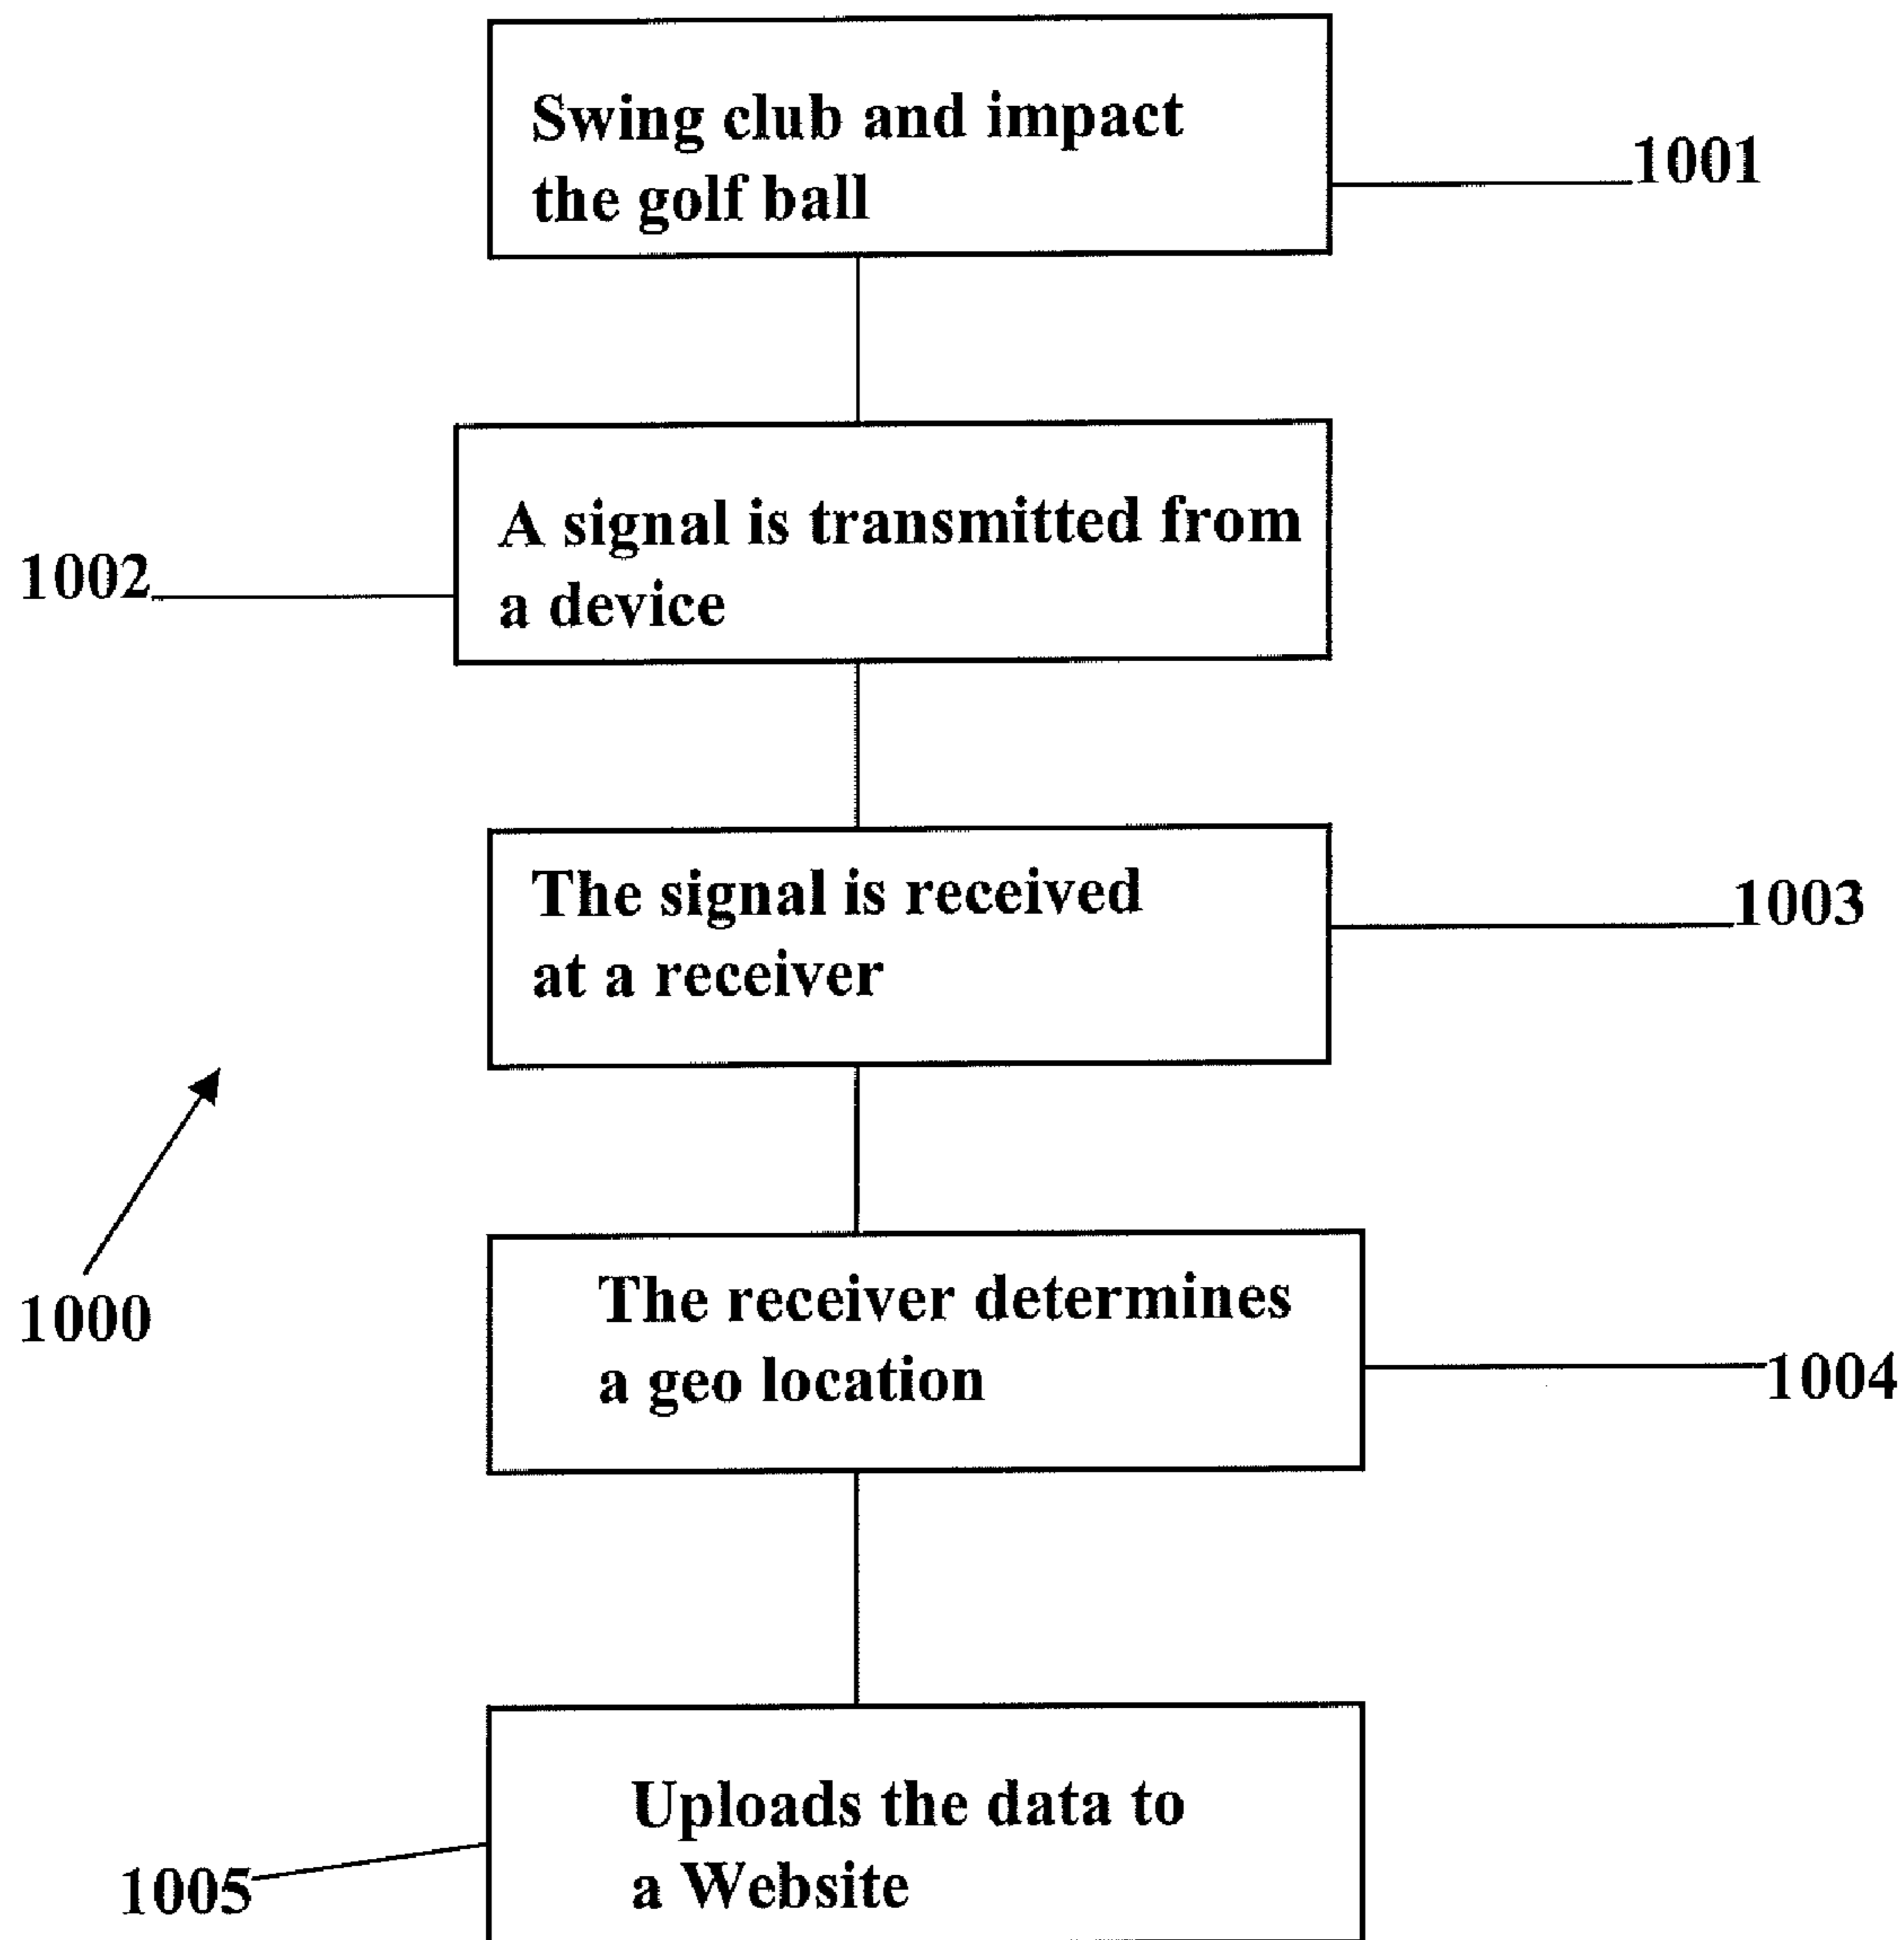 Swing club and impact
the golf ball
1001
A signal is transmitted from
a device
1002
The signal is received
at a receiver
1003
The receiver determines
a geo location
1000
1004
Uploads the data to
a Website
1005